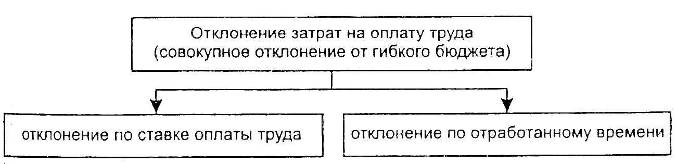 Отклонение затрат на оплату труда
(совокупное отклонение от гибкого бюджета)
отклонение по ставке оплаты труда
отклонение по отработанному времени